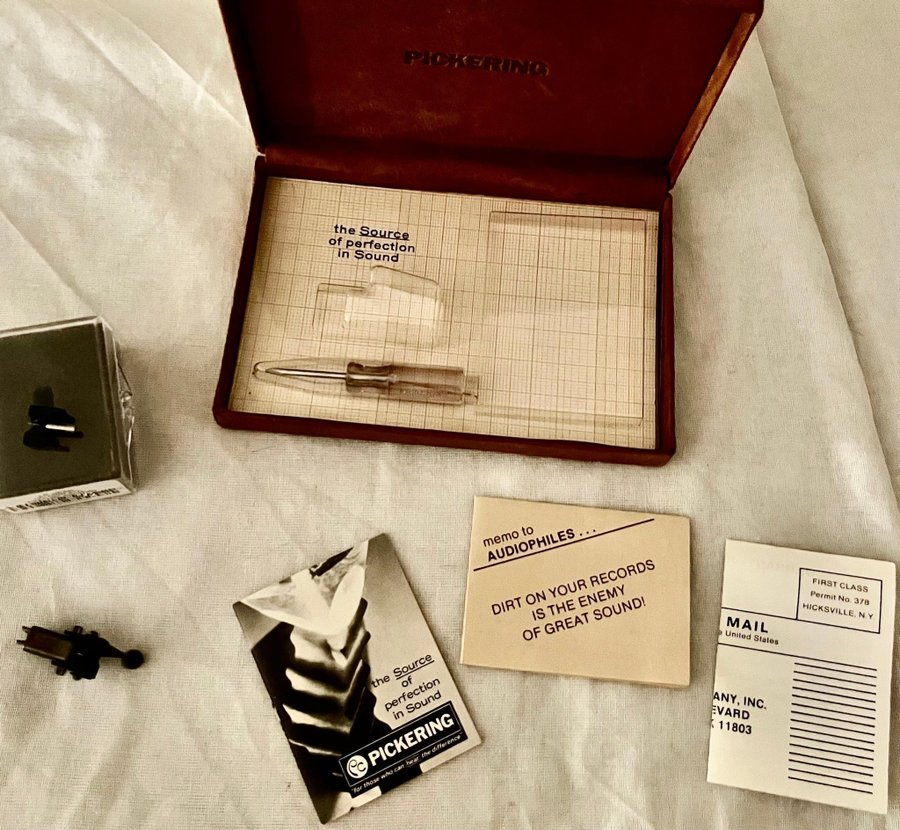 PICKERING
the Source
of perfection
in Sound
memo to
AUDIOPHILES . . .
DIRT ON YOUR RECORDS
IS THE ENEMY
OF GREAT SOUND!
FIRST CLASS
Permit No. 378
HICKSVILLE, N.Y
MAIL
United States
ANY, INC.
EVARD
11803
the Source
of
perfection
in Sound
PICKERING
"for those who can hear the difference"